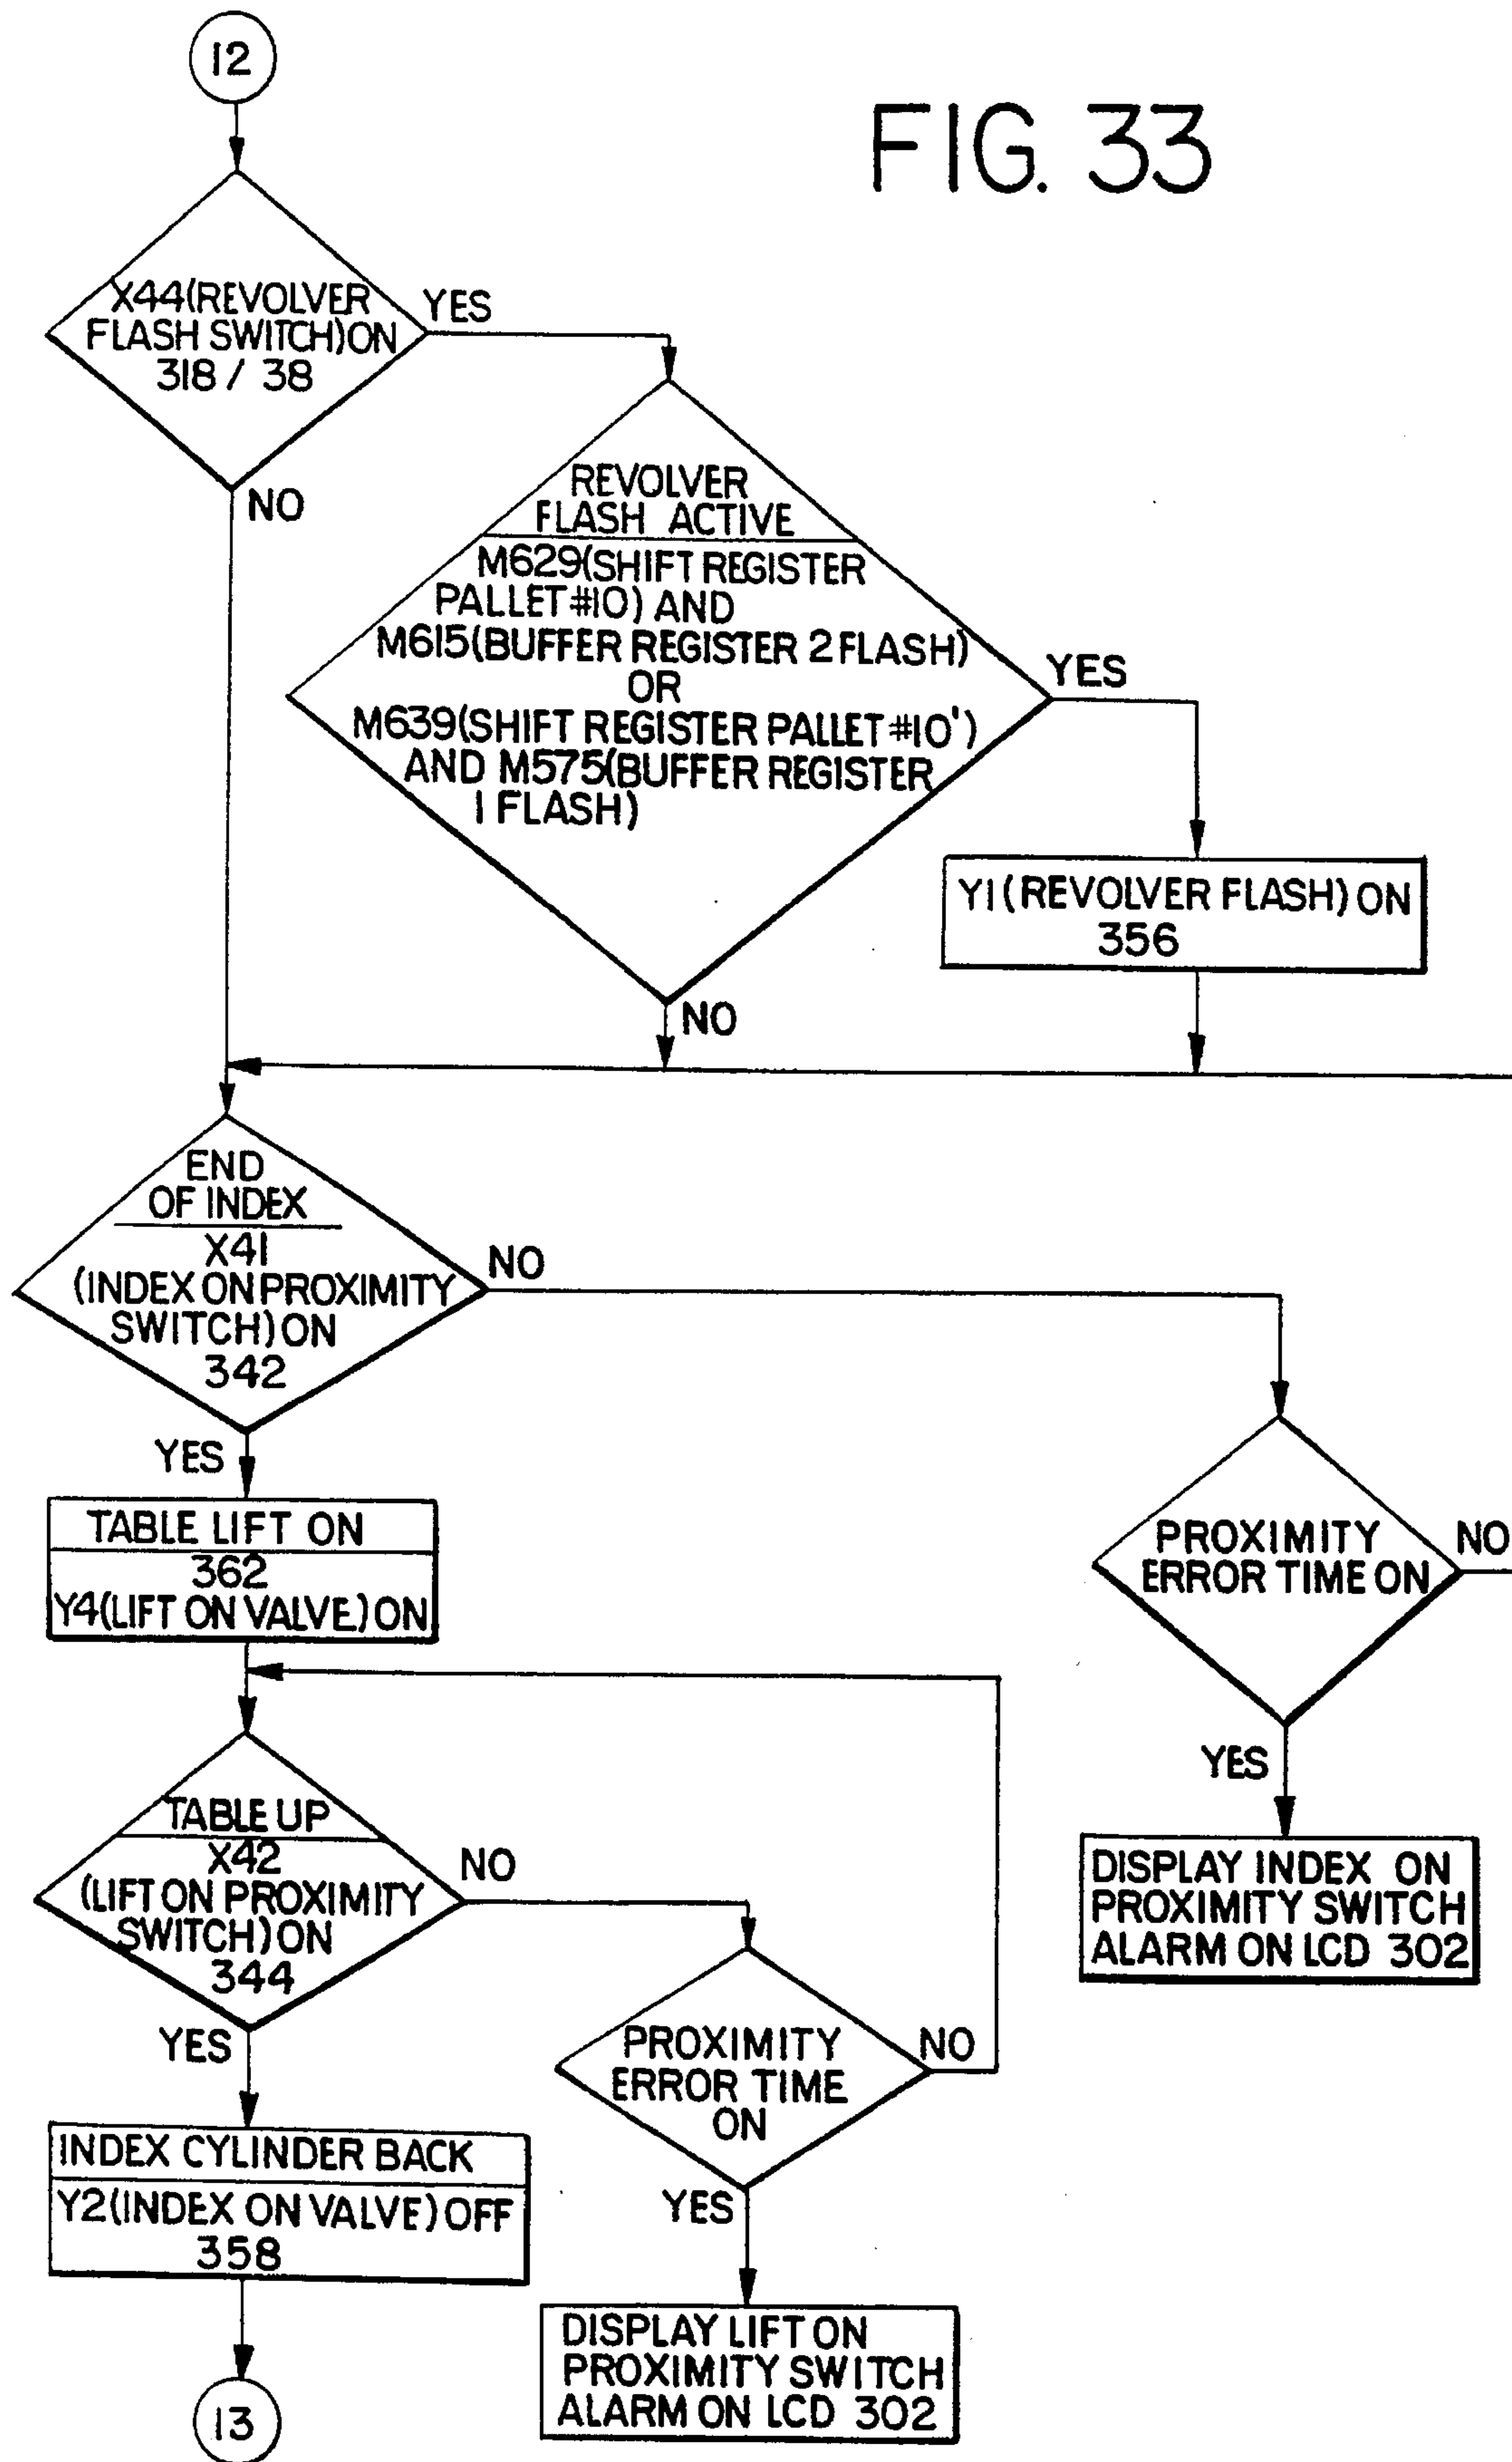 12
FIG. 33
X44(REVOLVER
FLASH SWITCH)ON
318 / 38
YES
NO
REVOLVER
FLASH ACTIVE
M629(SHIFT REGISTER
PALLET #10) AND
M615(BUFFER REGISTER 2 FLASH)
OR
M639(SHIFT REGISTER PALLET #10')
AND M575(BUFFER REGISTER
1 FLASH)
YES
NO
Y1(REVOLVER FLASH) ON
356
END
OF INDEX
X41
(INDEX ON PROXIMITY
SWITCH) ON
342
NO
YES
TABLE LIFT ON
362
Y4(LIFT ON VALVE) ON
PROXIMITY
ERROR TIME ON
NO
YES
DISPLAY INDEX ON
PROXIMITY SWITCH
ALARM ON LCD 302
TABLE UP
X42
(LIFT ON PROXIMITY
SWITCH) ON
344
NO
YES
PROXIMITY
ERROR TIME
ON
NO
YES
INDEX CYLINDER BACK
Y2(INDEX ON VALVE) OFF
358
DISPLAY LIFT ON
PROXIMITY SWITCH
ALARM ON LCD 302
13